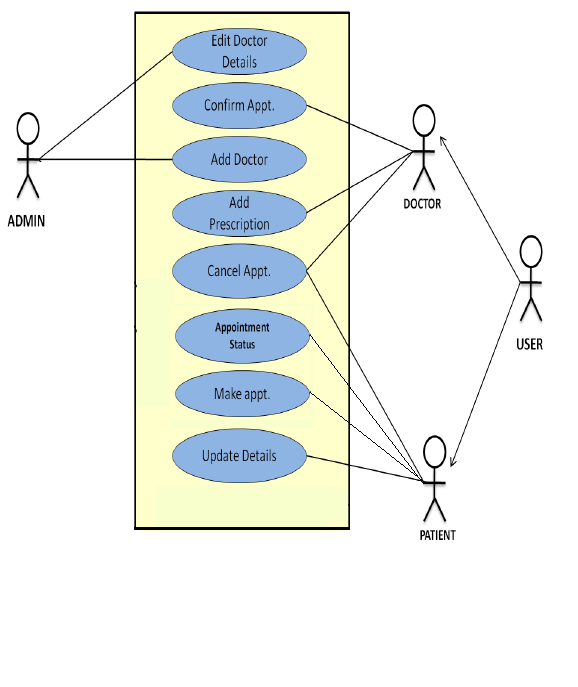 Edit Doctor
Details
Confirm Appt.
Add Doctor
Add
Prescription
Cancel Appt.
Appointment
Status
Make appt.
Update Details
ADMIN
DOCTOR
USER
PATIENT